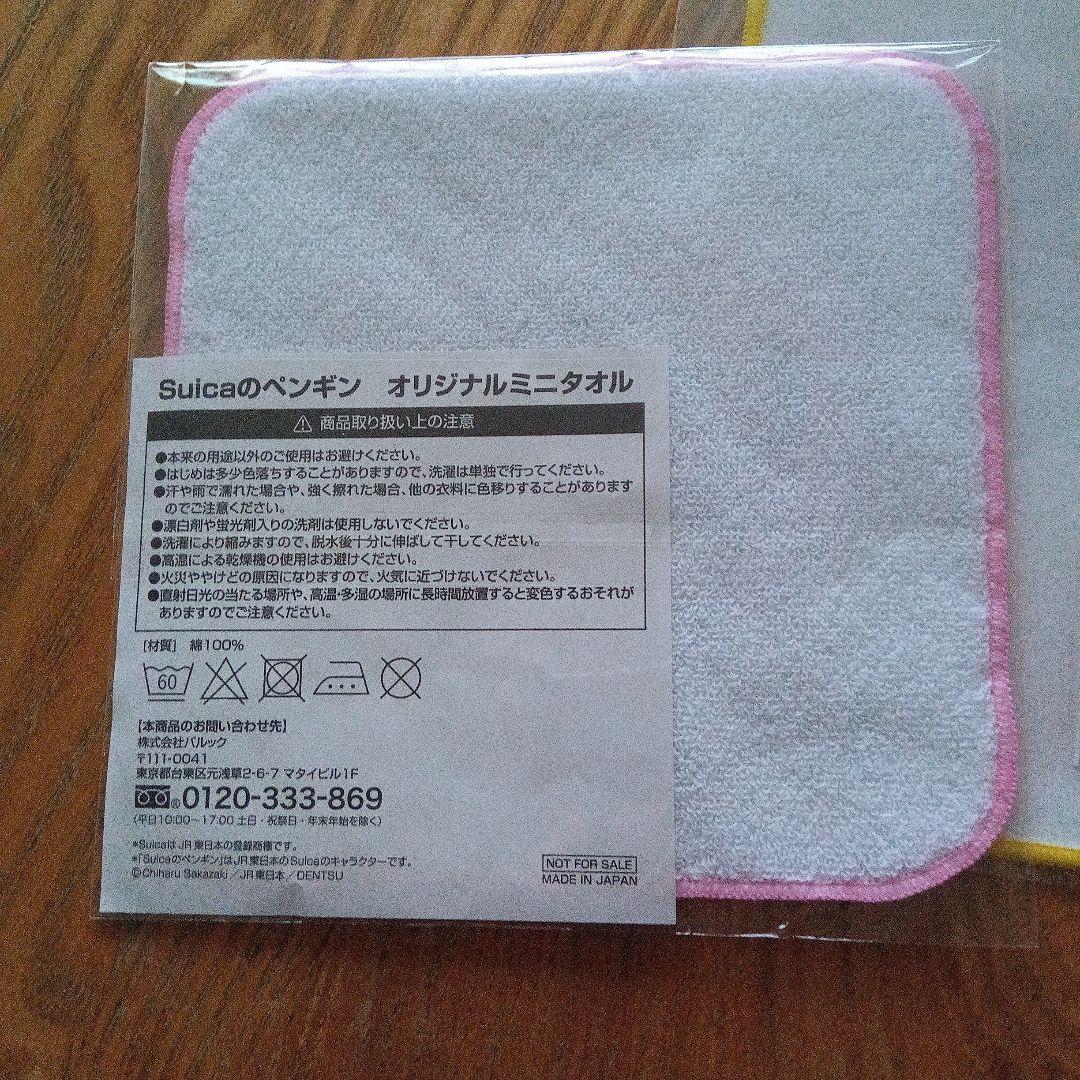 Suicaのペンギン オリジナルミニタオル
⚠ 商品取り扱い上の注意
●本来の用途以外のご使用はお避けください。
●はじめは多少色落ちすることがありますので、洗濯は単独で行ってください。
●汗や雨で濡れた場合や、強く擦れた場合、他の衣料に色移りすることがあります
のでご注意ください。
●漂白剤や蛍光剤入りの洗剤は使用しないでください。
●洗濯により縮みますので、脱水後十分に伸ばして干してください。
●高温による乾燥機の使用はお避けください。
●火災ややけどの原因になりますので、火気に近づけないでください。
●直射日光の当たる場所や、高温・多湿の場所に長時間放置すると変色するおそれが
ありますのでご注意ください。
[材質] 綿100%
60
【本商品のお問い合わせ先】
株式会社パルック
〒111-0041
東京都台東区元浅草2-6-7 マタイビル1F
®0120-333-869
(平日10:00~17:00 土日・祝祭日・年末年始を除く)
*SuicaはJR東日本の登録商標です。
*「Suicaのペンギン」はJR東日本のSuicaのキャラクターです。
©Chiharu Sakazaki/JR東日本/DENTSU
NOT FOR SALE
MADE IN JAPAN